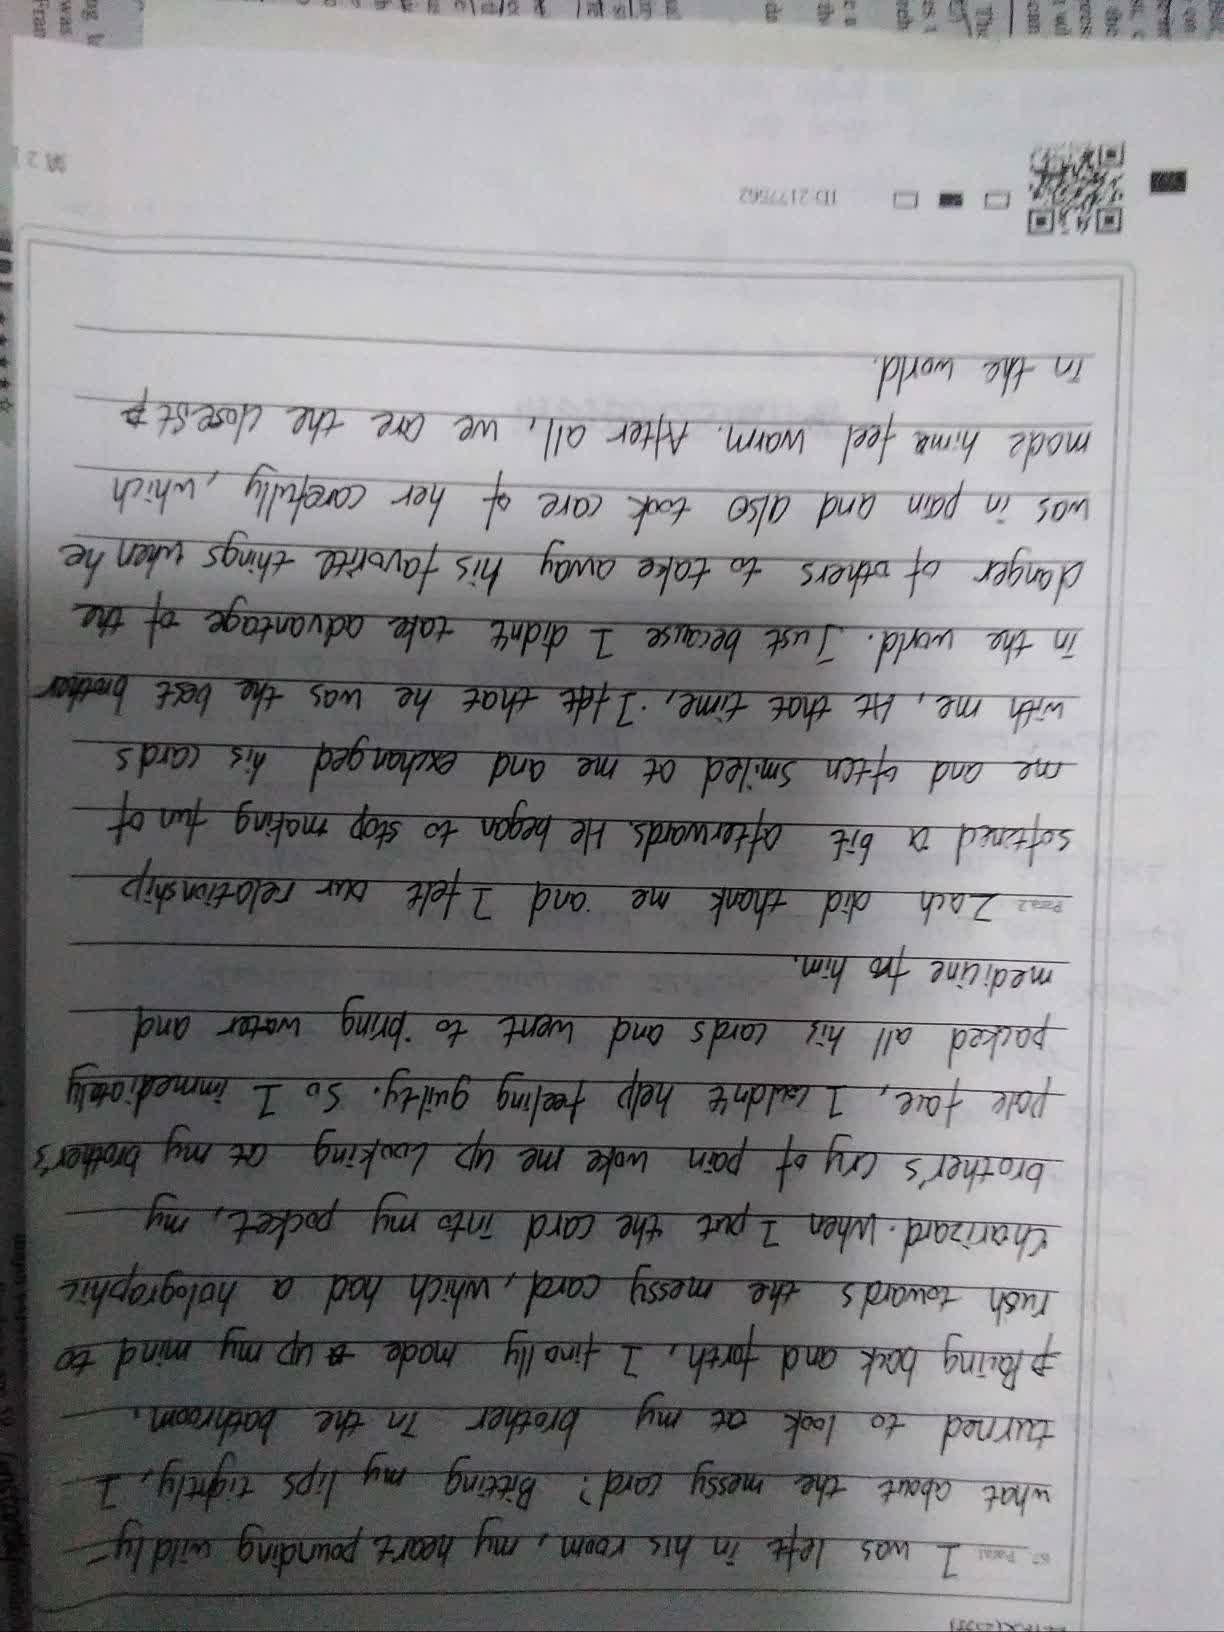 67. Para1 I was left in his room, my heart pounding wildly-
what about the messy card? Bitting my lips tightly, I
turned to look at my brother in the bathroom.
Pacing back and forth, I finally made up my mind to
rush towards the messy card, which had a holographic
Charizard. When I put the card into my pocket, my
brother's cry of pain woke me up. Looking at my brother's
pale face, I couldn't help feeling guilty. So I immediately
packed all his cards and went to bring water and
medicine to him.
Para2 Zach did thank me and I felt our relationship
softened a bit afterwards. He began to stop making fun of
me and often smiled at me and exchanged his cards
with me, At that time, I felt that he was the best brother
in the world. Just because I didn't take advantage of the
danger of others to take away his favorite things when he
was in pain and also took care of her carefully, which
made him feel warm. After all, we are the closest
in the world.
ID:2177562
第 2